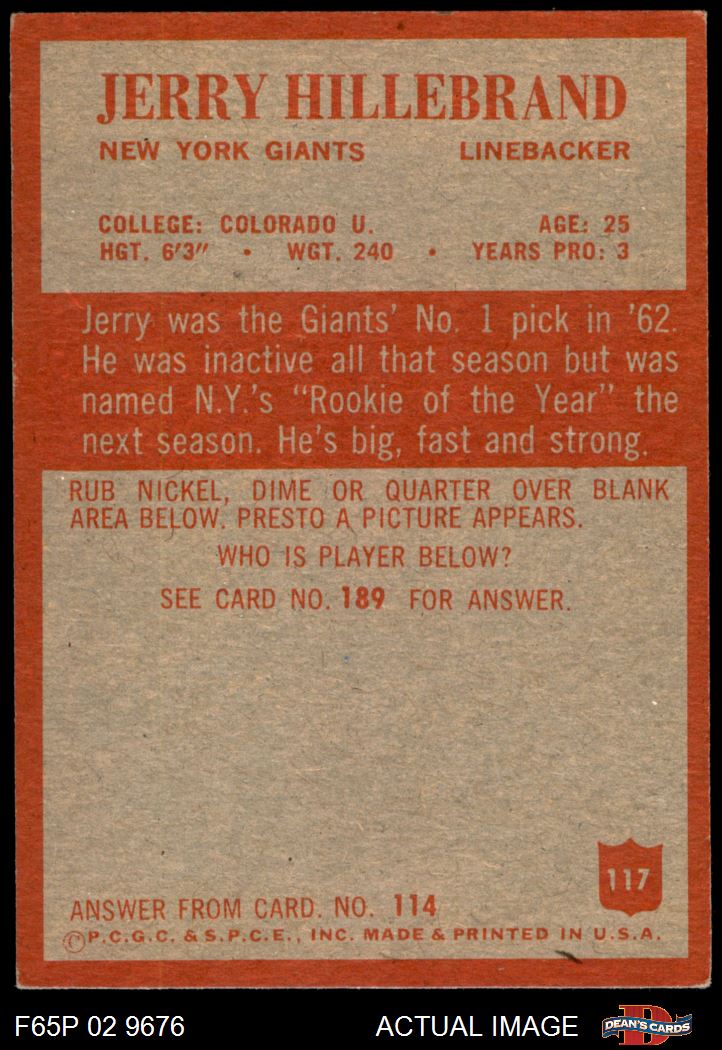 JERRY HILLEBRAND
NEW YORK GIANTS LINEBACKER
COLLEGE: COLORADO U. AGE: 25
HGT. 6'3" • WGT. 240 • YEARS PRO: 3
Jerry was the Giants' No. 1 pick in '62.
He was inactive all that season but was
named N.Y.'s "Rookie of the Year" the
next season. He's big, fast and strong.
RUB NICKEL, DIME OR QUARTER OVER BLANK
AREA BELOW. PRESTO A PICTURE APPEARS.
WHO IS PLAYER BELOW?
SEE CARD NO. 189 FOR ANSWER.
117
ANSWER FROM CARD. NO. 114
©P.C.G.C. & S.P.C.E., INC. MADE & PRINTED IN U.S.A.
F65P 02 9676 ACTUAL IMAGE D DEAN'S CARDS